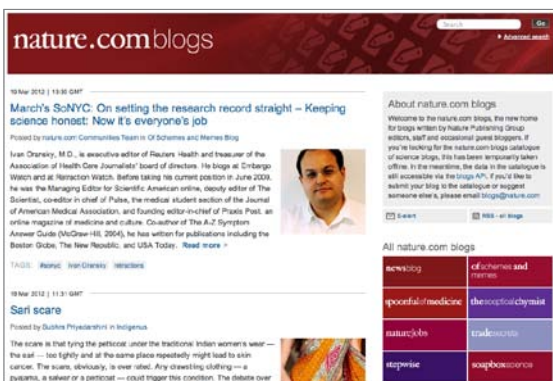 nature.com blogs
Search
Go
Advanced search
19 Mar 2012 | 13:30 GMT
March's SoNYC: On setting the research record straight – Keeping
science honest: Now it's everyone's job
Posted by nature.com Communities Team in Of Schemes and Memes Blog
Ivan Oransky, M.D., is executive editor of Reuters Health and treasurer of the
Association of Health Care Journalists' board of directors. He blogs at Embargo
Watch and at Retraction Watch. Before taking his current position in June 2009,
he was the Managing Editor for Scientific American online, deputy editor of The
Scientist, co-editor in chief of Pulse, the medical student section of the Journal
of American Medical Association, and founding editor-in-chief of Praxis Post, an
online magazine of medicine and culture. Co-author of The A-Z Symptom
Answer Guide (McGraw-Hill, 2004), he has written for publications including the
Boston Globe, The New Republic, and USA Today. Read more »
TAGS: #sonyc Ivan Oransky retractions
19 Mar 2012 | 11:31 GMT
Sari scare
Posted by Subhra Priyadarshini in Indigenus
The scare is that tying the petticoat under the traditional Indian women's wear —
the sari — too tightly and at the same place repeatedly might lead to skin
cancer. The scare, obviously, is over rated. Any drawstring clothing — a
pyjama, a salwar or a petticoat — could trigger this condition. The debate over
About nature.com blogs
Welcome to the nature.com blogs, the new home
for blogs written by Nature Publishing Group
editors, staff and occasional guest bloggers. If
you're looking for the nature.com blogs catalogue
of science blogs, this has been temporarily taken
offline. In the meantime, the data in the catalogue is
still accessible via the blogs API. If you'd like to
submit your blog to the catalogue or suggest
someone else's, please email blogs@nature.com
E-alert
RSS - all blogs
All nature.com blogs
newsblog
of schemes and
memes
spoonful of medicine
the sceptical chymist
naturejobs
trade secrets
stepwise
soapbox science